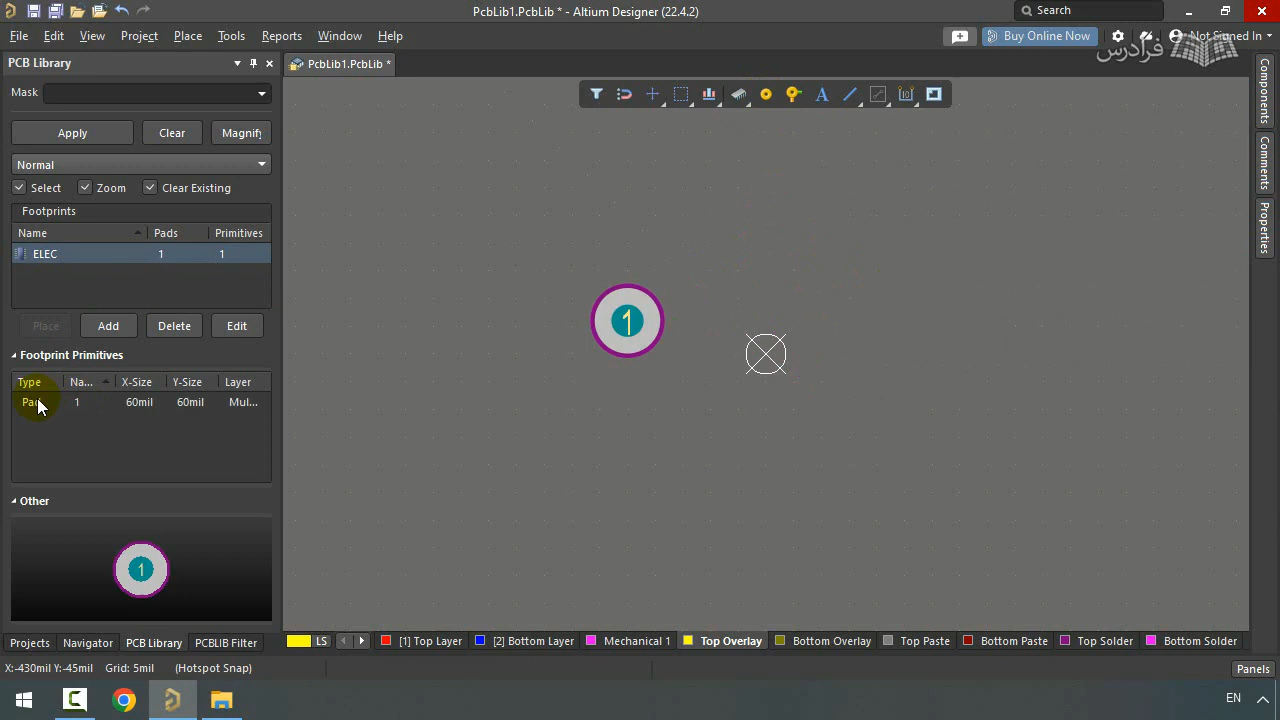 PcbLib1.PcbLib * - Altium Designer (22.4.2)
Search
File Edit View Project Place Tools Reports Window Help
Buy Online Now
Not Signed In
فرادرس
PCB Library
PcbLib1.PcbLib *
Mask
Apply Clear Magnify
Normal
Select Zoom Clear Existing
Footprints
Name Pads Primitives
ELEC 1 1
Place Add Delete Edit
Footprint Primitives
Type Na... X-Size Y-Size Layer
Pad 1 60mil 60mil Mul...
Other
1
1
Components
Comments
Properties
Projects Navigator PCB Library PCBLIB Filter
LS [1] Top Layer [2] Bottom Layer Mechanical 1 Top Overlay Bottom Overlay Top Paste Bottom Paste Top Solder Bottom Solder
X:-430mil Y:-45mil Grid: 5mil (Hotspot Snap)
Panels
EN